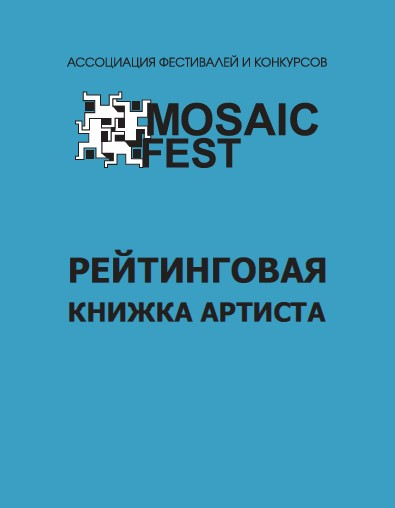 АССОЦИАЦИЯ ФЕСТИВАЛЕЙ И КОНКУРСОВ
MOSAIC
FEST
РЕЙТИНГОВАЯ
КНИЖКА АРТИСТА